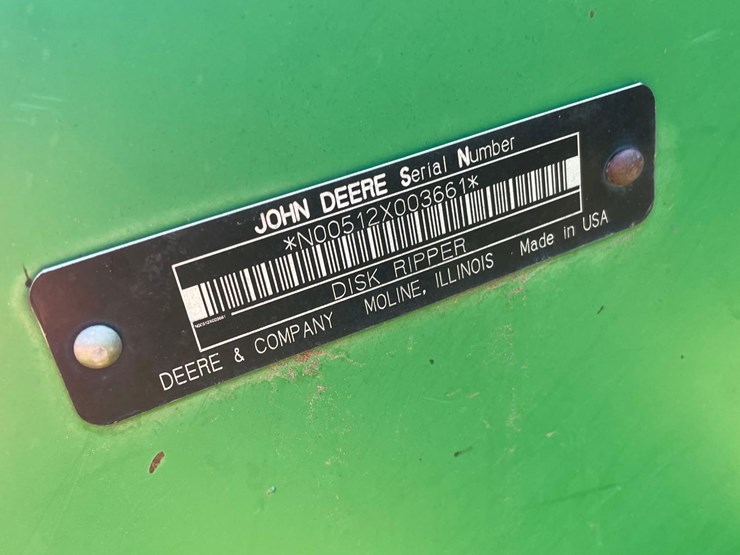 JOHN DEERE Serial Number
*N00512X003661*
DISK RIPPER
DEERE & COMPANY MOLINE, ILLINOIS Made in USA